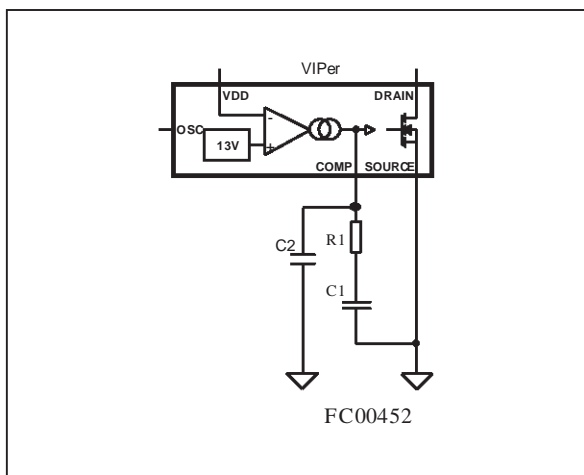 VIPer
VDD
DRAIN
OSC
-
13V
+
COMP
SOURCE
C2
R1
C1
FC00452